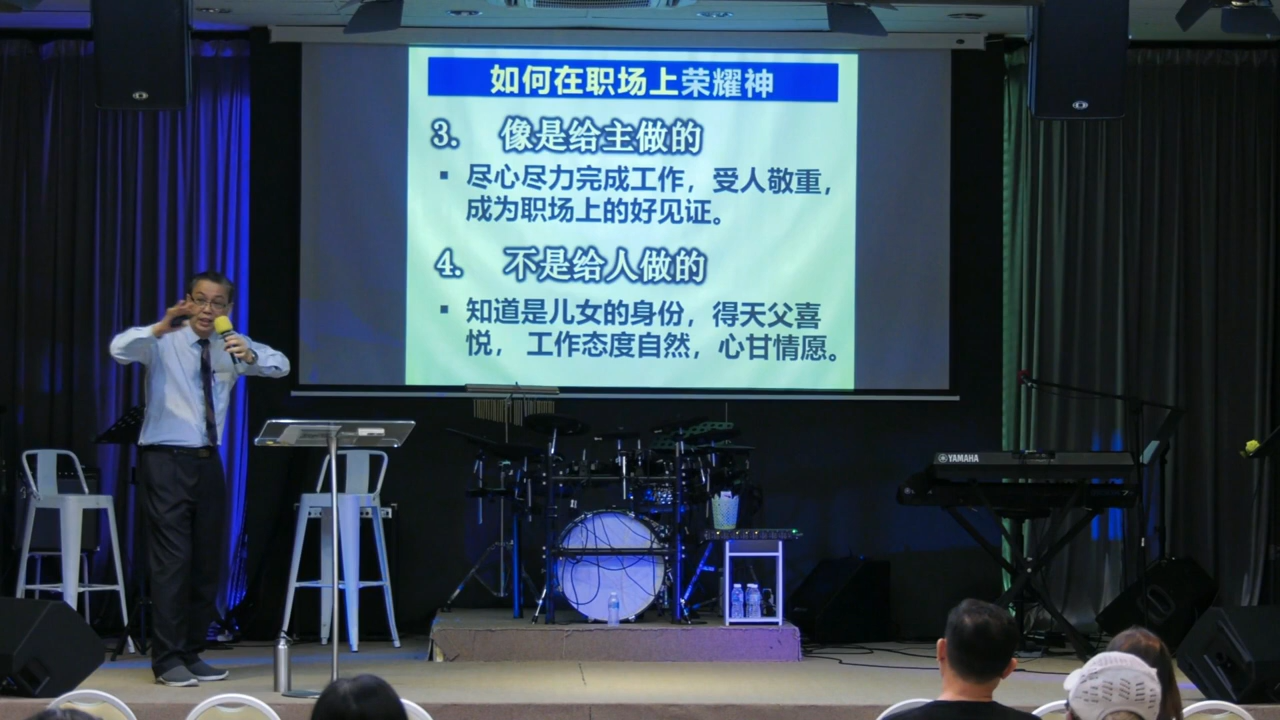 如何在职场上荣耀神
3. 像是给主做的
▪ 尽心尽力完成工作，受人敬重，
成为职场上的好见证。
4. 不是给人做的
▪ 知道是儿女的身份，得天父喜
悦， 工作态度自然，心甘情愿。
YAMAHA